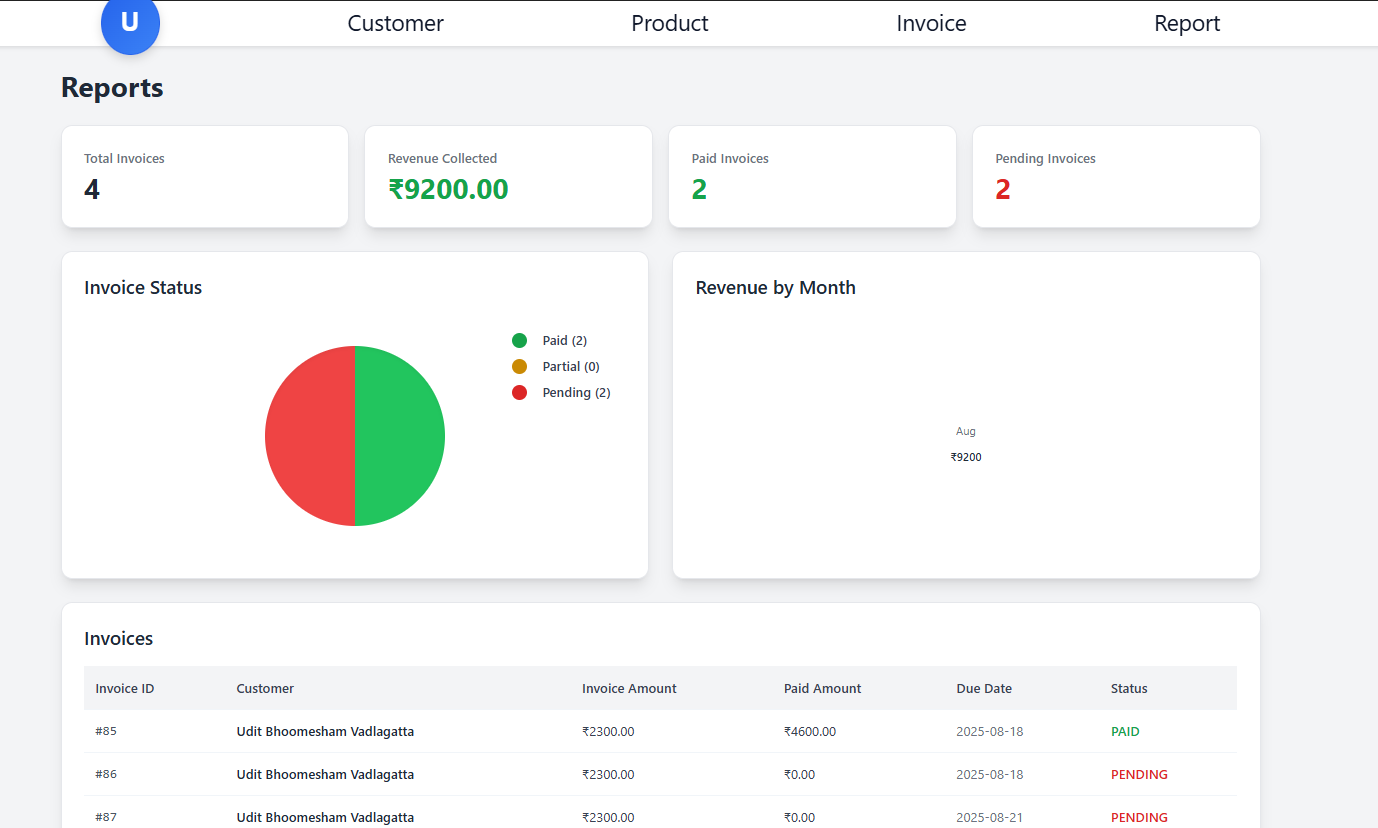 U Customer Product Invoice Report
Reports
Total Invoices Revenue Collected Paid Invoices Pending Invoices
4 ₹9200.00 2 2
Invoice Status
Paid (2)
Partial (0)
Pending (2)
Revenue by Month
Aug
₹9200
Invoices
Invoice ID Customer Invoice Amount Paid Amount Due Date Status
#85 Udit Bhoomesham Vadlagatta ₹2300.00 ₹4600.00 2025-08-18 PAID
#86 Udit Bhoomesham Vadlagatta ₹2300.00 ₹0.00 2025-08-18 PENDING
#87 Udit Bhoomesham Vadlagatta ₹2300.00 ₹0.00 2025-08-21 PENDING